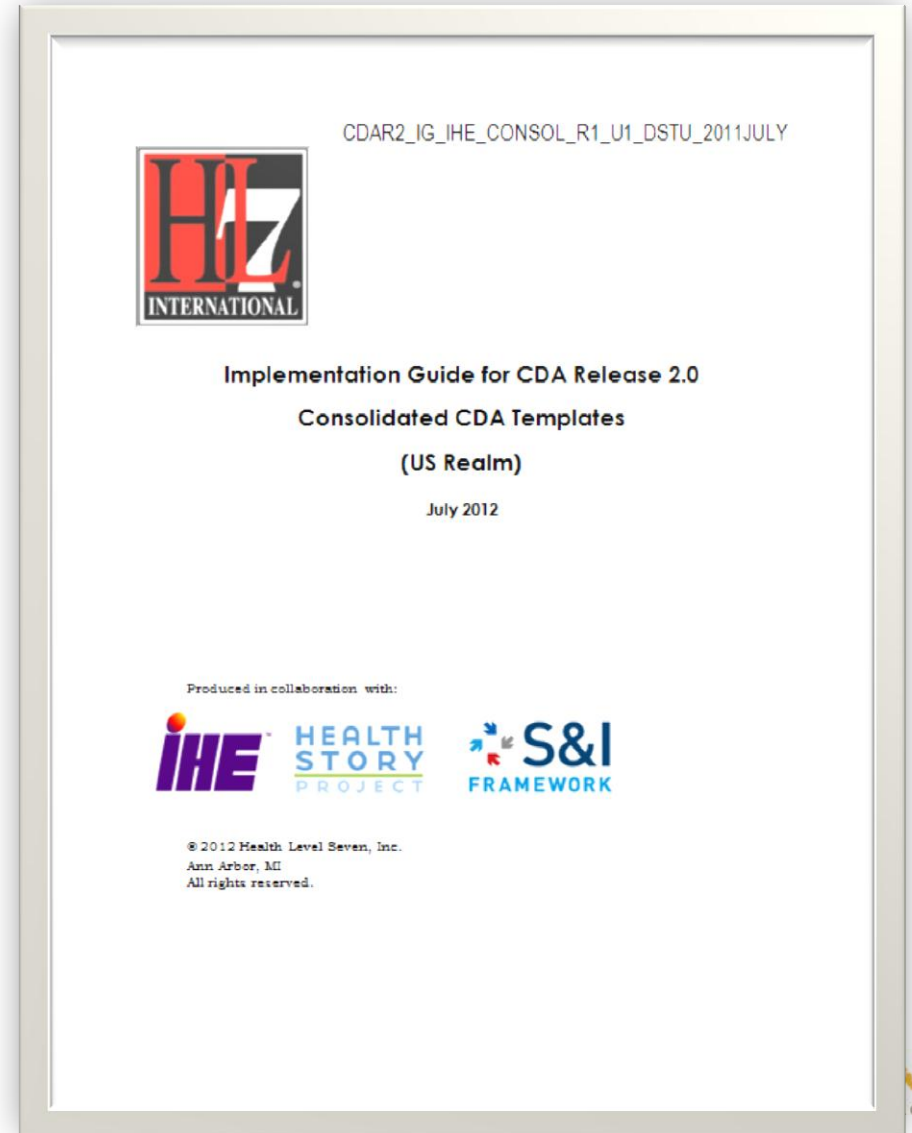 CDAR2_IG_IHE_CONSOL_R1_U1_DSTU_2011JULY
HL7®
INTERNATIONAL
Implementation Guide for CDA Release 2.0
Consolidated CDA Templates
(US Realm)
July 2012
Produced in collaboration with:
IHE™
HEALTH
STORY
PROJECT
S&I
FRAMEWORK
© 2012 Health Level Seven, Inc.
Ann Arbor, MI
All rights reserved.